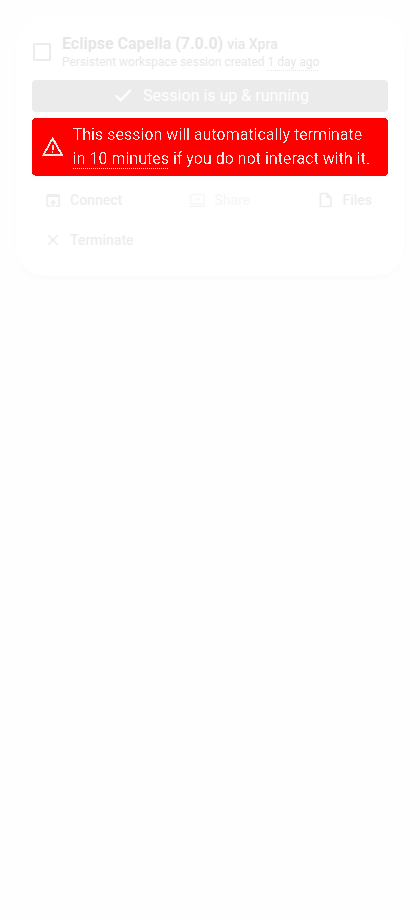 Eclipse Capella (7.0.0) via Xpra
Persistent workspace session created 1 day ago
Session is up & running
This session will automatically terminate
in 10 minutes if you do not interact with it.
Connect Share Files
Terminate